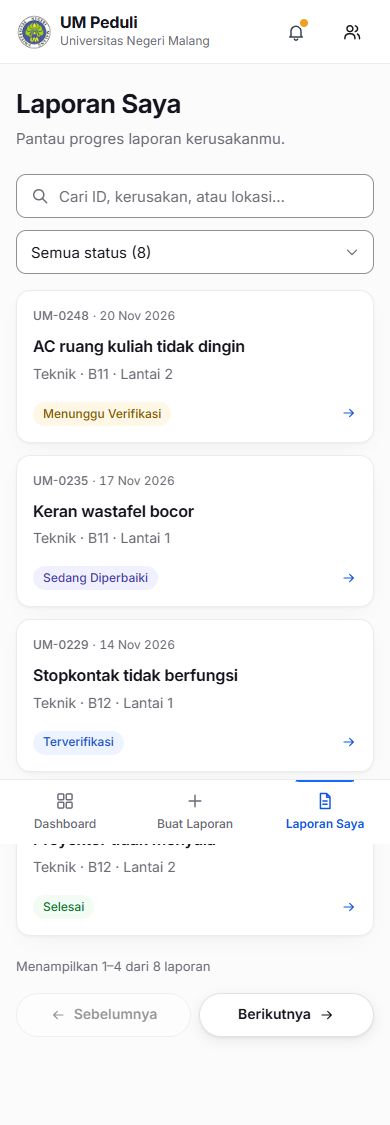 UM Peduli
Universitas Negeri Malang
Laporan Saya
Pantau progres laporan kerusakanmu.
Cari ID, kerusakan, atau lokasi...
Semua status (8)
UM-0248 · 20 Nov 2026
AC ruang kuliah tidak dingin
Teknik · B11 · Lantai 2
Menunggu Verifikasi
UM-0235 · 17 Nov 2026
Keran wastafel bocor
Teknik · B11 · Lantai 1
Sedang Diperbaiki
UM-0229 · 14 Nov 2026
Stopkontak tidak berfungsi
Teknik · B12 · Lantai 1
Terverifikasi
Dashboard
Buat Laporan
Laporan Saya
Teknik · B12 · Lantai 2
Selesai
Menampilkan 1–4 dari 8 laporan
← Sebelumnya
Berikutnya →